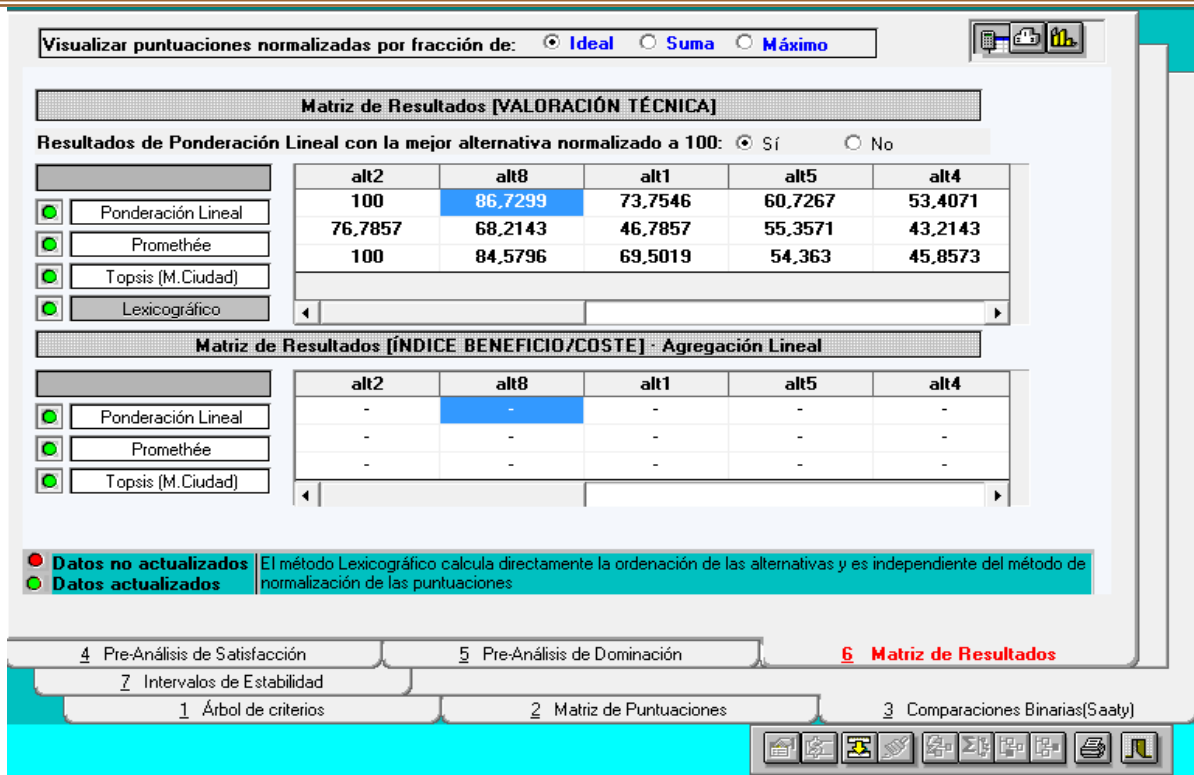 Visualizar puntuaciones normalizadas por fracción de: Ideal Suma Máximo
Matriz de Resultados [VALORACIÓN TÉCNICA]
Resultados de Ponderación Lineal con la mejor alternativa normalizado a 100: Sí No
alt2 alt8 alt1 alt5 alt4
Ponderación Lineal 100 86,7299 73,7546 60,7267 53,4071
Promethée 76,7857 68,2143 46,7857 55,3571 43,2143
Topsis (M.Ciudad) 100 84,5796 69,5019 54,363 45,8573
Lexicográfico
Matriz de Resultados [ÍNDICE BENEFICIO/COSTE] · Agregación Lineal
alt2 alt8 alt1 alt5 alt4
Ponderación Lineal - - - - -
Promethée - - - - -
Topsis (M.Ciudad) - - - - -
Datos no actualizados El método Lexicográfico calcula directamente la ordenación de las alternativas y es independiente del método de
Datos actualizados normalización de las puntuaciones
4 Pre-Análisis de Satisfacción 5 Pre-Análisis de Dominación 6 Matriz de Resultados
7 Intervalos de Estabilidad
1 Árbol de criterios 2 Matriz de Puntuaciones 3 Comparaciones Binarias(Saaty)